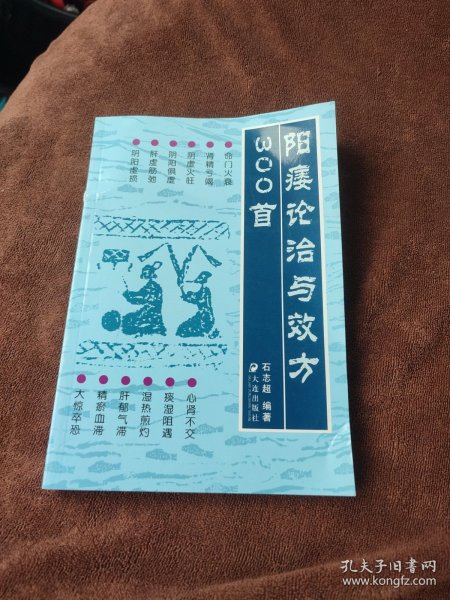 阳痿论治与效方
300首
石志超 编著
大连出版社
命门火衰
肾精亏竭
阴虚火旺
阴阳俱虚
肝虚筋弛
阴阳虚损
心肾不交
痰湿阻遏
湿热煎灼
肝郁气滞
精瘀血滞
大惊卒恐
孔夫子旧书网
www.kongfz.com